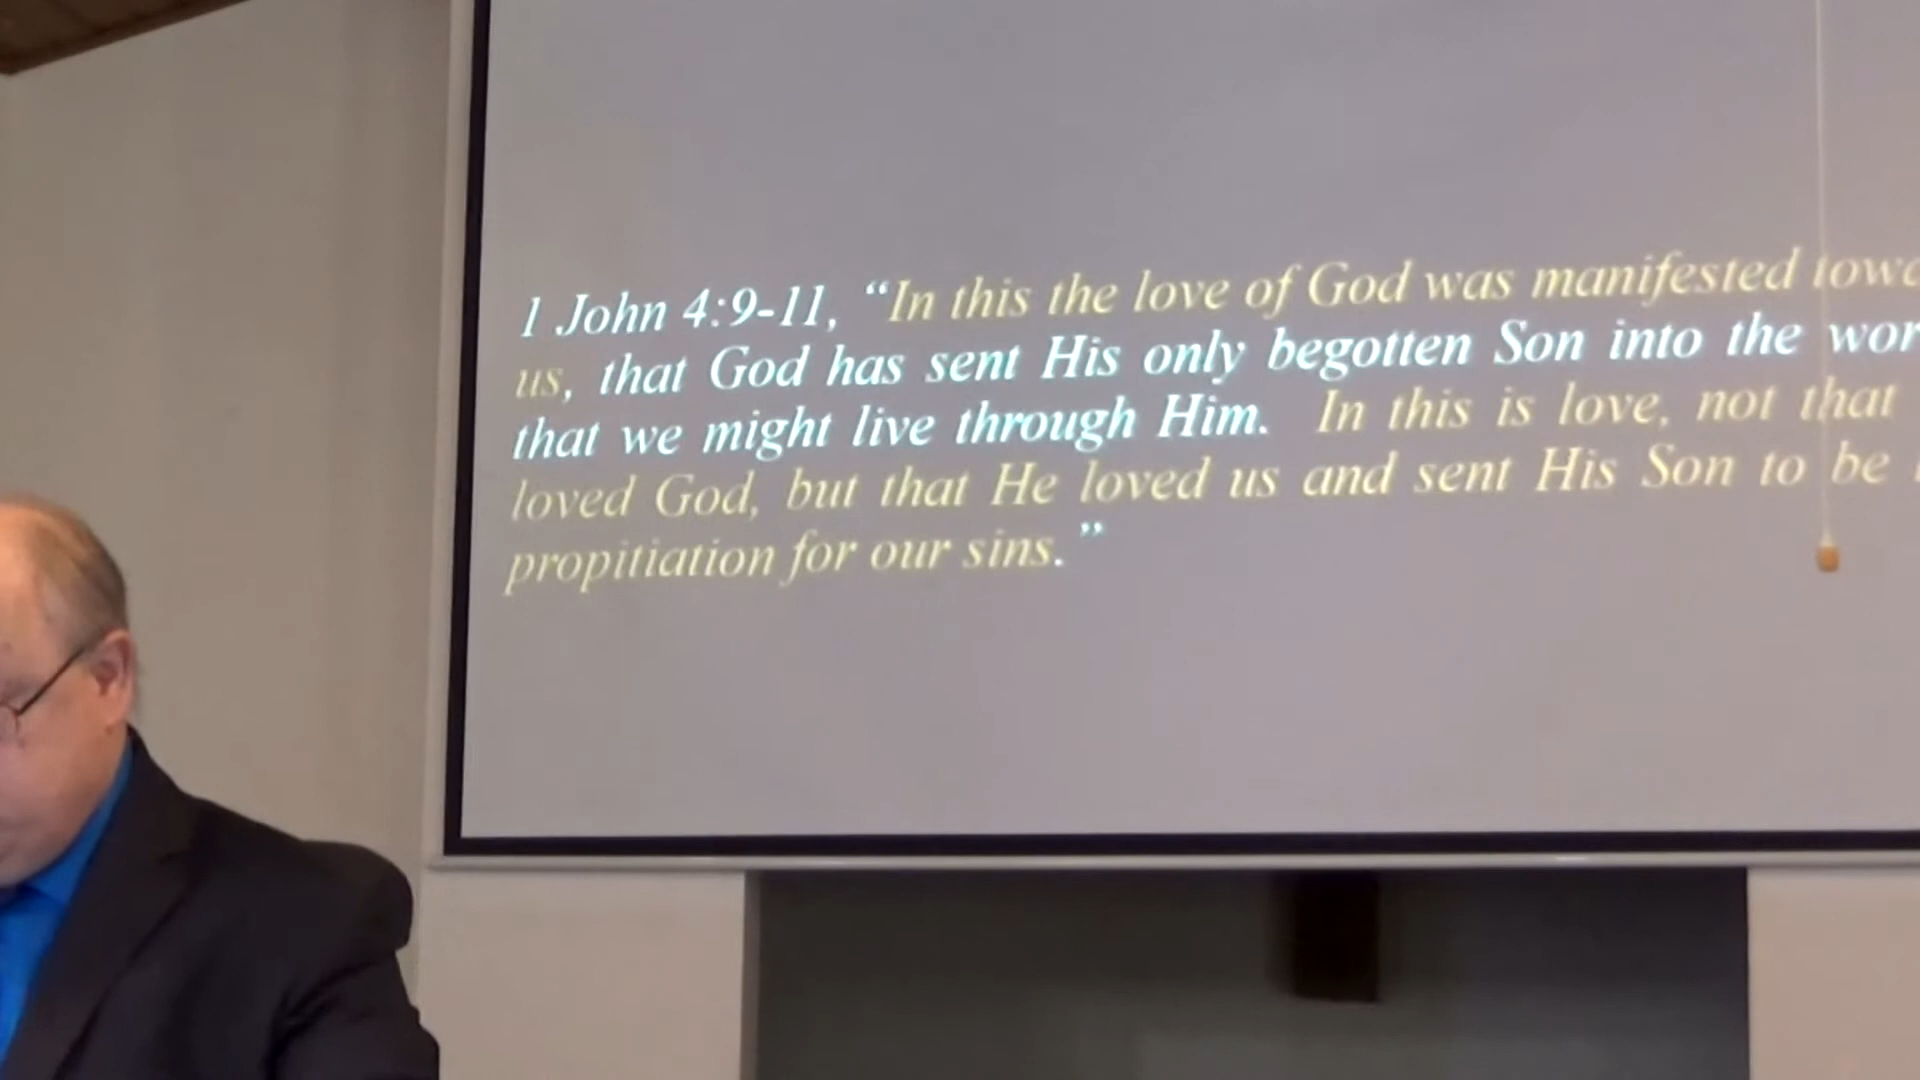 1 John 4:9-11, “In this the love of God was manifested
us, that God has sent His only begotten Son into the
that we might live through Him. In this is love, not that
loved God, but that He loved us and sent His Son to be
propitiation for our sins.”